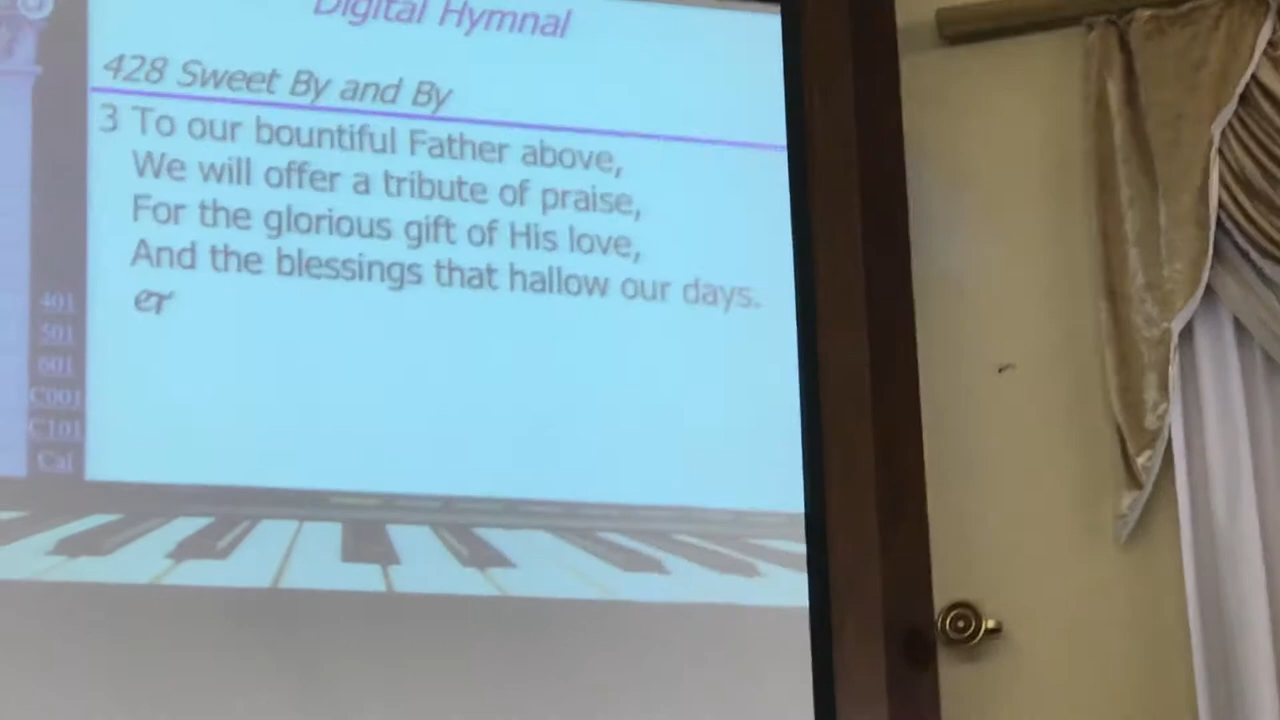 Digital Hymnal
428 Sweet By and By
3 To our bountiful Father above,
We will offer a tribute of praise,
For the glorious gift of His love,
And the blessings that hallow our days.
er
401
501
601
C001
C101
Cal